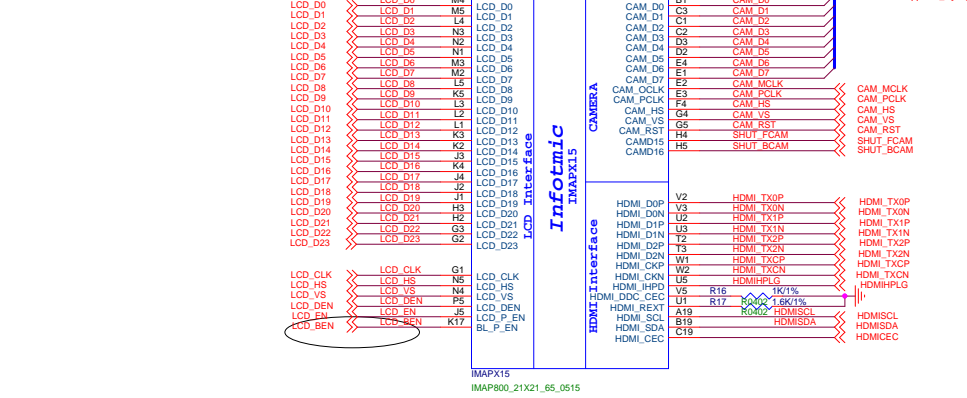 LCD_D0 LCD_D0 M4 LCD_D0 CAM_D0 B1 CAM_D0
LCD_D1 LCD_D1 M5 LCD_D1 CAM_D1 C3 CAM_D1
LCD_D2 LCD_D2 L4 LCD_D2 CAM_D2 C1 CAM_D2
LCD_D3 LCD_D3 N3 LCD_D3 CAM_D3 C2 CAM_D3
LCD_D4 LCD_D4 N2 LCD_D4 CAM_D4 D3 CAM_D4
LCD_D5 LCD_D5 N1 LCD_D5 CAM_D5 D2 CAM_D5
LCD_D6 LCD_D6 M3 LCD_D6 CAM_D6 E4 CAM_D6
LCD_D7 LCD_D7 M2 LCD_D7 CAM_D7 E1 CAM_D7
LCD_D8 LCD_D8 L5 LCD_D8 CAM_OCLK E2 CAM_MCLK CAM_MCLK
LCD_D9 LCD_D9 K5 LCD_D9 CAM_PCLK E3 CAM_PCLK CAM_PCLK
LCD_D10 LCD_D10 L3 LCD_D10 CAM_HS F4 CAM_HS CAM_HS
LCD_D11 LCD_D11 L2 LCD_D11 CAM_VS G4 CAM_VS CAM_VS
LCD_D12 LCD_D12 L1 LCD_D12 CAM_RST G5 CAM_RST CAM_RST
LCD_D13 LCD_D13 K3 LCD_D13 CAMD15 H4 SHUT_FCAM SHUT_FCAM
LCD_D14 LCD_D14 K2 LCD_D14 CAMD16 H5 SHUT_BCAM SHUT_BCAM
LCD_D15 LCD_D15 J3 LCD_D15
LCD_D16 LCD_D16 K4 LCD_D16
LCD_D17 LCD_D17 J4 LCD_D17
LCD_D18 LCD_D18 J2 LCD_D18
LCD_D19 LCD_D19 J1 LCD_D19
LCD_D20 LCD_D20 H3 LCD_D20
LCD_D21 LCD_D21 H2 LCD_D21
LCD_D22 LCD_D22 G3 LCD_D22
LCD_D23 LCD_D23 G2 LCD_D23
LCD_CLK LCD_CLK G1 LCD_CLK
LCD_HS LCD_HS N5 LCD_HS
LCD_VS LCD_VS N4 LCD_VS
LCD_DEN LCD_DEN P5 LCD_DEN
LCD_EN LCD_EN J5 LCD_P_EN
LCD_BEN LCD_BEN K17 BL_P_EN
LCD Interface
Infotmic
IMAPX15
CAMERA
HDMI Interface
HDMI_D0P V2 HDMI_TX0P HDMI_TX0P
HDMI_D0N V3 HDMI_TX0N HDMI_TX0N
HDMI_D1P U2 HDMI_TX1P HDMI_TX1P
HDMI_D1N U3 HDMI_TX1N HDMI_TX1N
HDMI_D2P T2 HDMI_TX2P HDMI_TX2P
HDMI_D2N T3 HDMI_TX2N HDMI_TX2N
HDMI_CKP W1 HDMI_TXCP HDMI_TXCP
HDMI_CKN W2 HDMI_TXCN HDMI_TXCN
HDMI_IHPD U5 HDMIHPLG HDMIHPLG
HDMI_DDC_CEC V5 R16 1K/1%
R0402
HDMI_REXT U1 R17 1.6K/1%
R0402
HDMI_SCL A19 HDMISCL HDMISCL
HDMI_SDA B19 HDMISDA HDMISDA
HDMI_CEC C19 HDMICEC
IMAPX15
IMAP800_21X21_65_0515